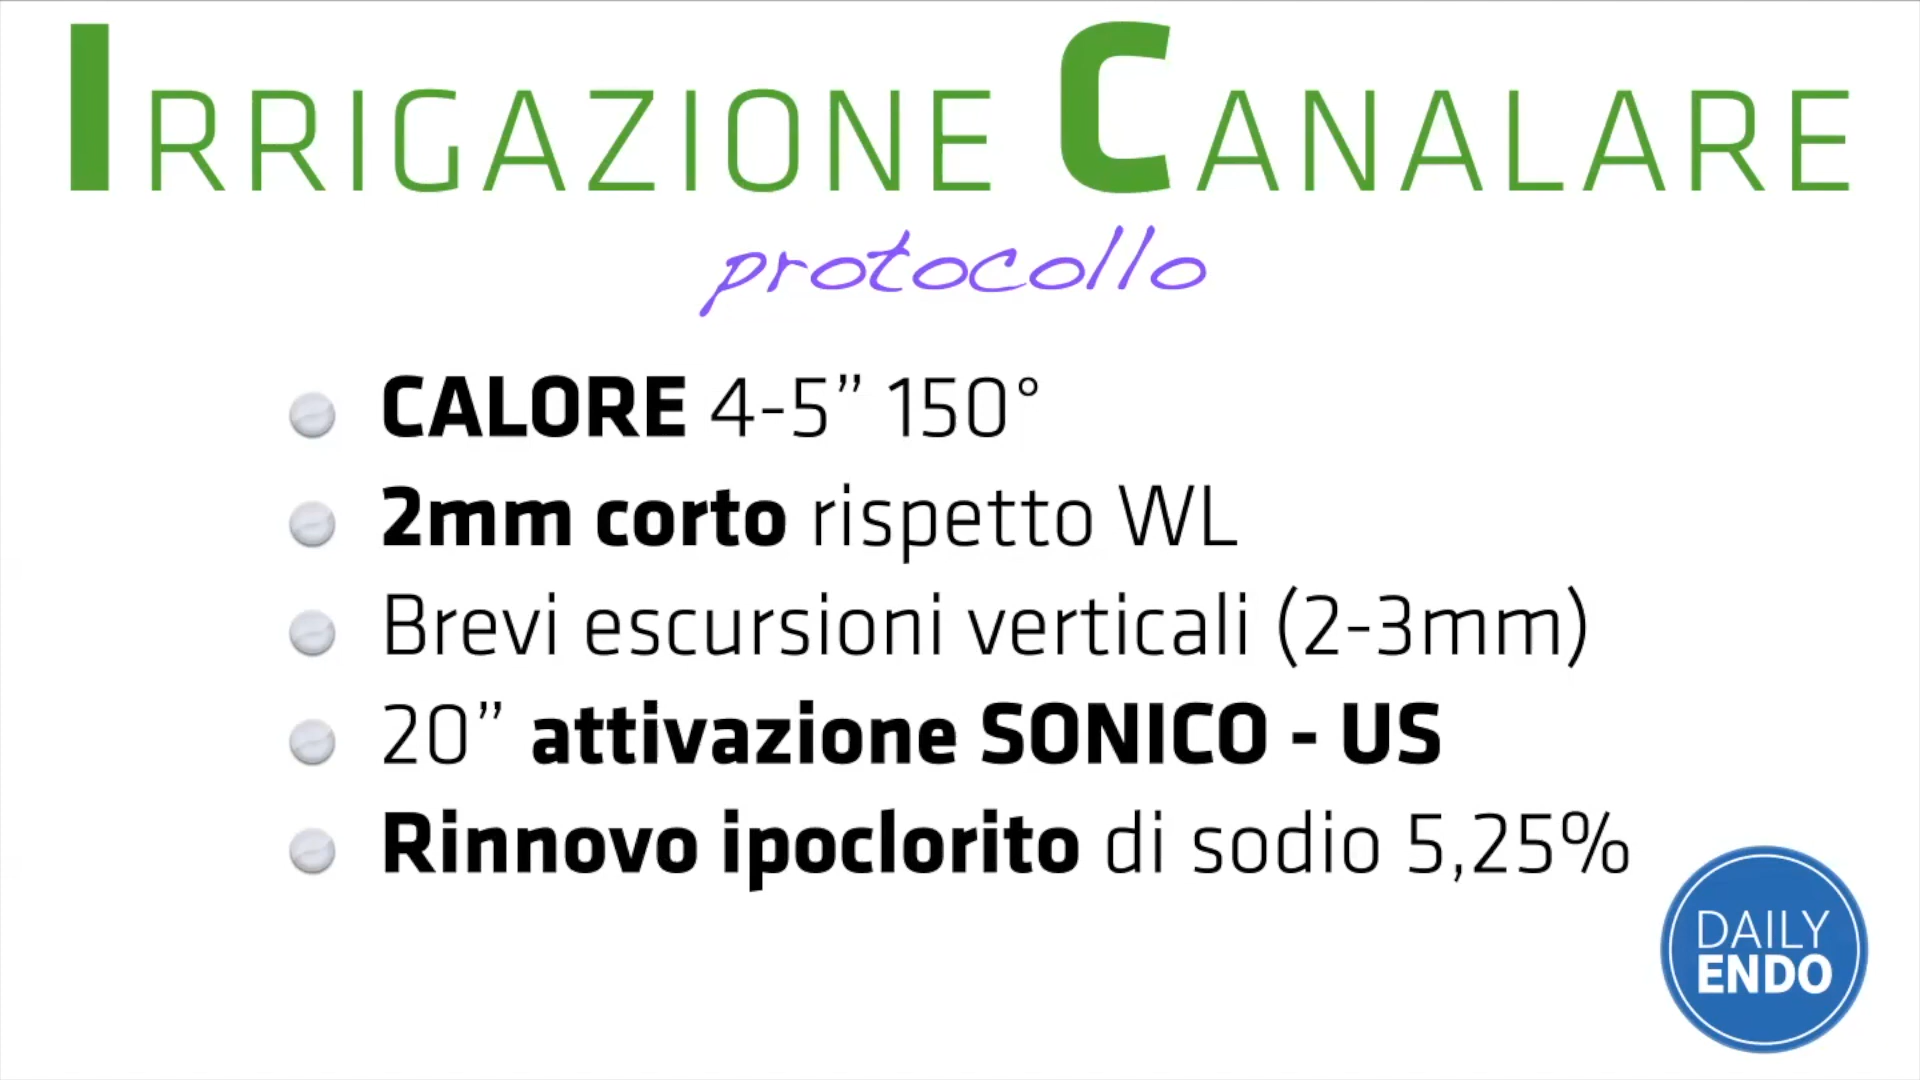 IRRIGAZIONE CANALARE
protocollo
CALORE 4-5” 150°
2mm corto rispetto WL
Brevi escursioni verticali (2-3mm)
20” attivazione SONICO - US
Rinnovo ipoclorito di sodio 5,25%
DAILY
ENDO